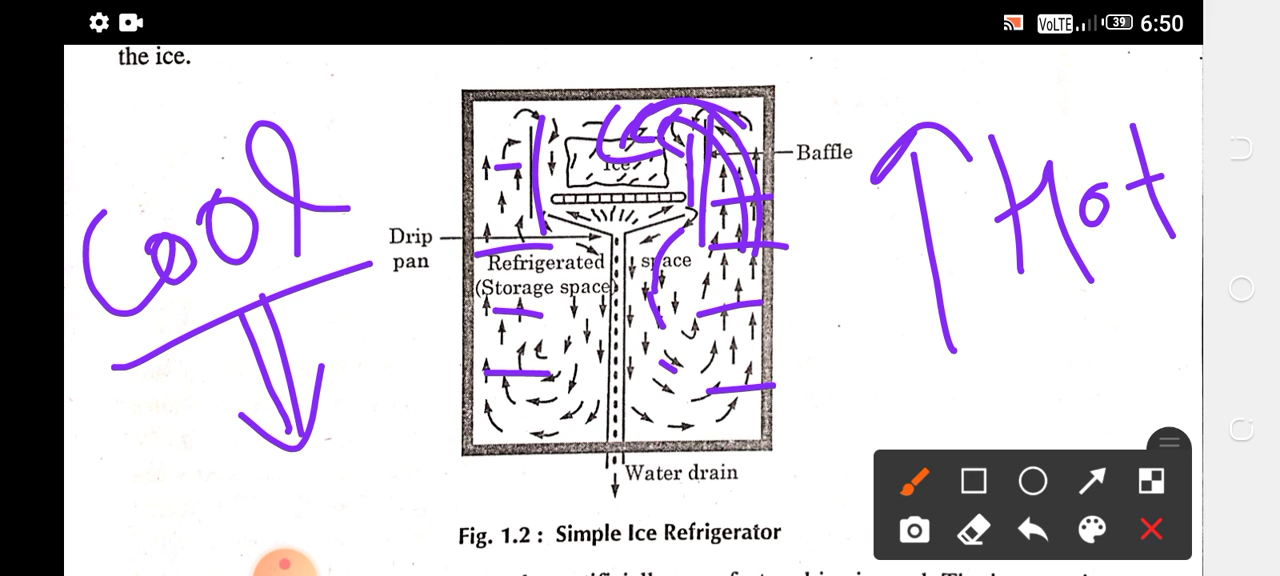 VoLTE 39 6:50
the ice.
Cool
Hot
Ice
Baffle
Drip
pan
Refrigerated space
(Storage space)
Water drain
Fig. 1.2 : Simple Ice Refrigerator